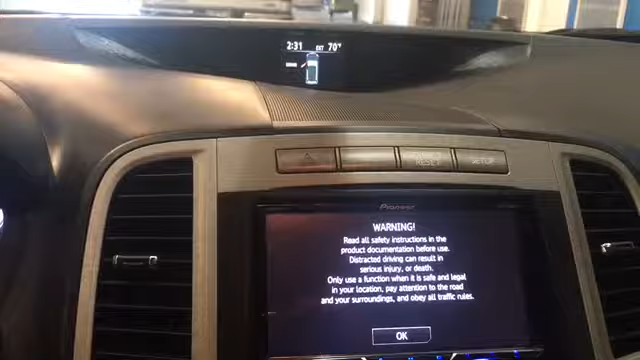 2:31 EXT 70°F
RESET SETUP
Pioneer
WARNING!
Read all safety instructions in the
product documentation before use.
Distracted driving can result in
serious injury, or death.
Only use a function when it is safe and legal
in your location, pay attention to the road
and your surroundings, and obey all traffic rules.
OK